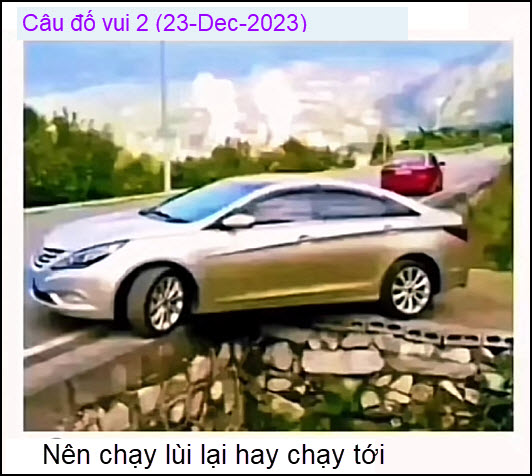 Câu đố vui 2 (23-Dec-2023)
Nên chạy lùi lại hay chạy tới